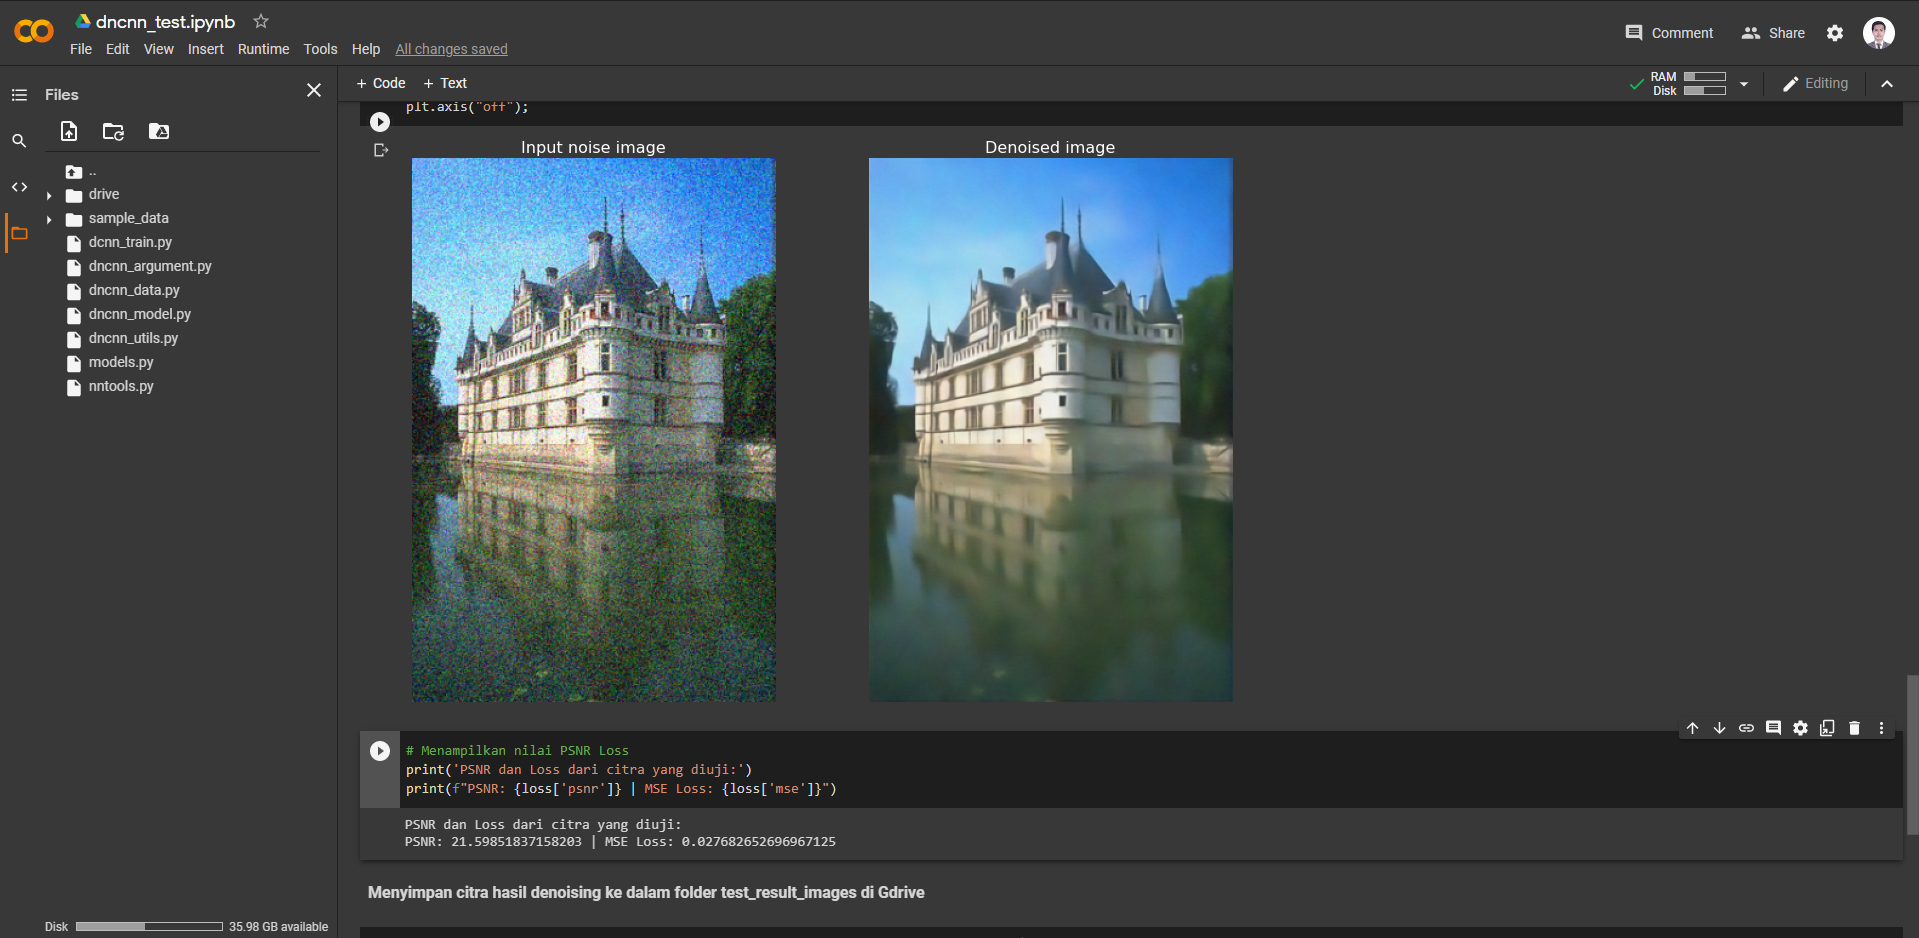 dncnn_test.ipynb
File Edit View Insert Runtime Tools Help All changes saved
Comment Share
Files
+ Code + Text
RAM
Disk
Editing
..
drive
sample_data
dcnn_train.py
dncnn_argument.py
dncnn_data.py
dncnn_model.py
dncnn_utils.py
models.py
nntools.py
Disk 35.98 GB available
plt.axis("off");
Input noise image Denoised image
# Menampilkan nilai PSNR Loss
print('PSNR dan Loss dari citra yang diuji:')
print(f"PSNR: {loss['psnr']} | MSE Loss: {loss['mse']}")
PSNR dan Loss dari citra yang diuji:
PSNR: 21.59851837158203 | MSE Loss: 0.027682652696967125
Menyimpan citra hasil denoising ke dalam folder test_result_images di Gdrive